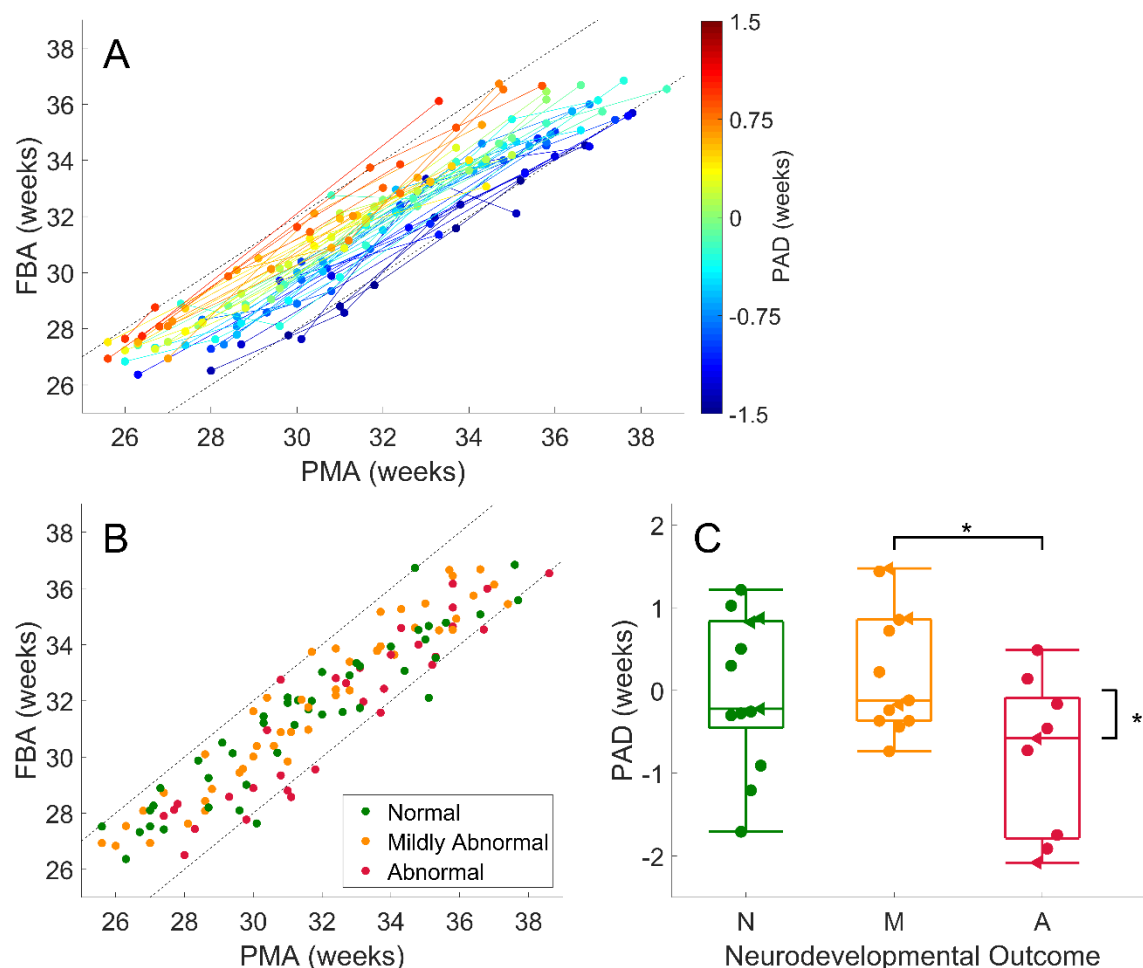 A
FBA (weeks)
38
36
34
32
30
28
26
26 28 30 32 34 36 38
PMA (weeks)
1.5
0.75
0
-0.75
-1.5
PAD (weeks)
B
FBA (weeks)
38
36
34
32
30
28
26
Normal
Mildly Abnormal
Abnormal
26 28 30 32 34 36 38
PMA (weeks)
C
PAD (weeks)
2
1
0
-1
-2
*
*
N M A
Neurodevelopmental Outcome